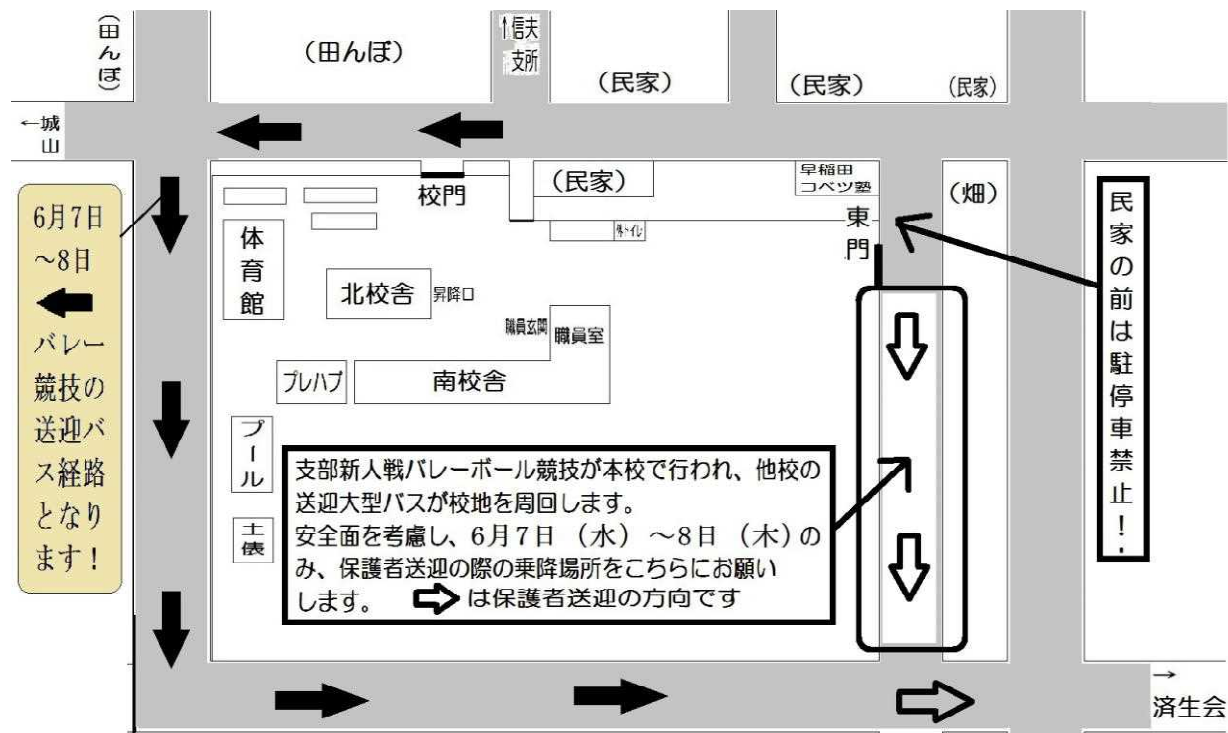 （田んぼ）
（田んぼ）
↑信夫
支所
（民家）
（民家）
（民家）
←城
山
校門
（民家）
早稲田
コベツ塾
（畑）
東
門
6月7日
～8日
バレー
競技の
送迎バ
ス経路
となり
ます！
体育館
北校舎
昇降口
外トイレ
職員玄関
職員室
プレハブ
南校舎
プール
土俵
民家の前は駐停車禁止！
支部新人戦バレーボール競技が本校で行われ、他校の
送迎大型バスが校地を周回します。
安全面を考慮し、6月7日（水）～8日（木）の
み、保護者送迎の際の乗降場所をこちらにお願い
します。 ⇨は保護者送迎の方向です
→
済生会